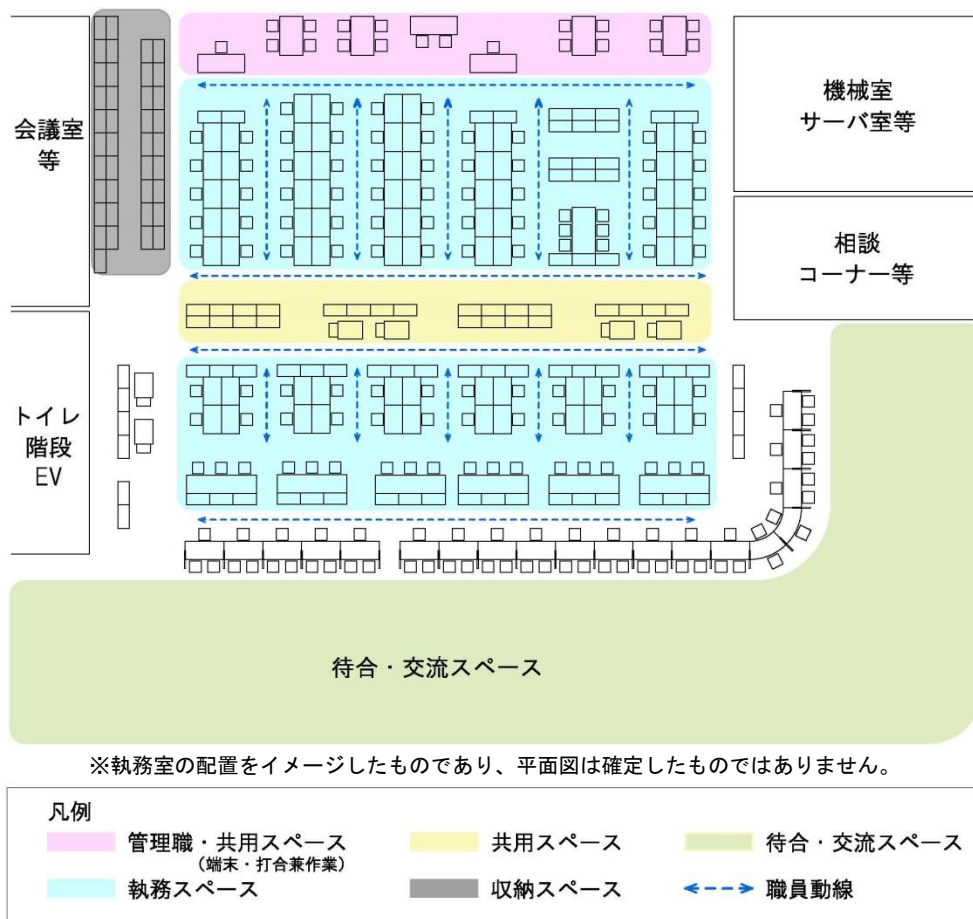 会議室
等
機械室
サーバ室等
相談
コーナー等
トイレ
階段
EV
待合・交流スペース
※執務室の配置をイメージしたものであり、平面図は確定したものではありません。
凡例
管理職・共用スペース
（端末・打合兼作業）
共用スペース
待合・交流スペース
執務スペース
収納スペース
職員動線